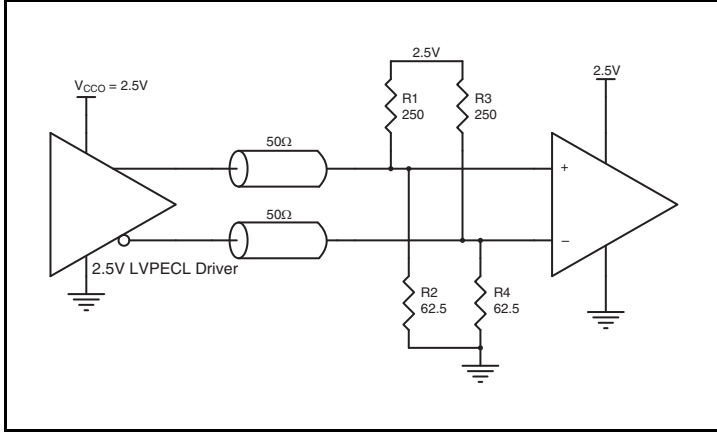 2.5V
V_CCO = 2.5V
2.5V
R1
250
R3
250
50Ω
+
50Ω
–
2.5V LVPECL Driver
R2
62.5
R4
62.5